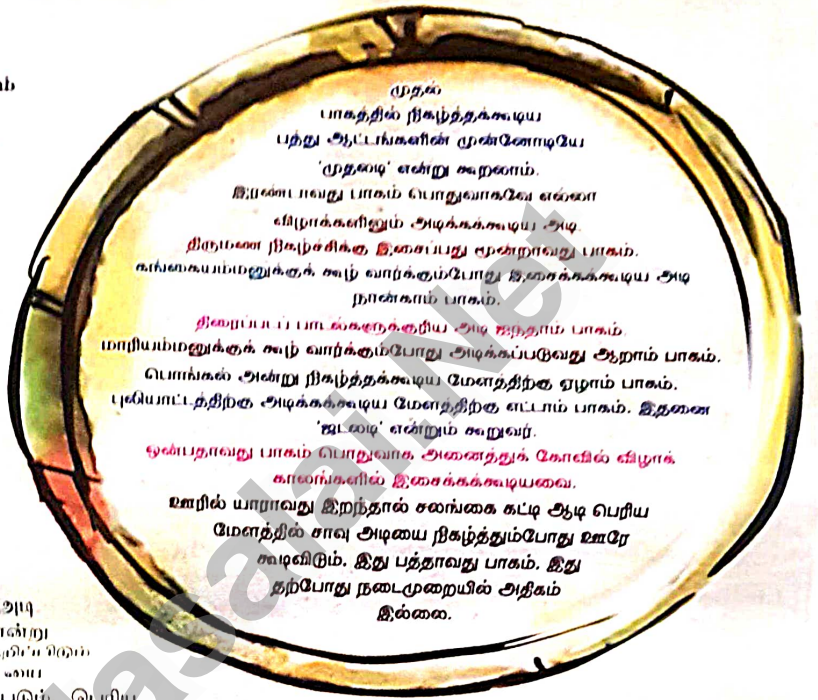 முதல்
பாகத்தில் நிகழ்த்தக்கூடிய
பத்து ஆட்டங்களின் முன்னோடியே
'முதலடி' என்று கூறலாம்.
இரண்டாவது பாகம் பொதுவாகவே எல்லா
விழாக்களிலும் அடிக்கக்கூடிய அடி.
திருமண நிகழ்ச்சிக்கு இசைப்பது மூன்றாவது பாகம்.
கங்கையம்மனுக்குக் கூழ் வார்க்கும்போது இசைக்கக்கூடிய அடி
நான்காம் பாகம்.
திரைப்படப் பாடல்களுக்குரிய அடி ஐந்தாம் பாகம்.
மாரியம்மனுக்குக் கூழ் வார்க்கும்போது அடிக்கப்படுவது ஆறாம் பாகம்.
பொங்கல் அன்று நிகழ்த்தக்கூடிய மேளத்திற்கு ஏழாம் பாகம்.
புலியாட்டத்திற்கு அடிக்கக்கூடிய மேளத்திற்கு எட்டாம் பாகம். இதனை
'ஜடலடி' என்றும் கூறுவர்.
ஒன்பதாவது பாகம் பொதுவாக அனைத்துக் கோவில் விழாக்
காலங்களில் இசைக்கக்கூடியவை.
ஊரில் யாராவது இறந்தால் சலங்கை கட்டி ஆடி பெரிய
மேளத்தில் சாவு அடியை நிகழ்த்தும்போது ஊரே
கூடிவிடும். இது பத்தாவது பாகம். இது
தற்போது நடைமுறையில் அதிகம்
இல்லை.
அடி
பெரிய
asalai.Net